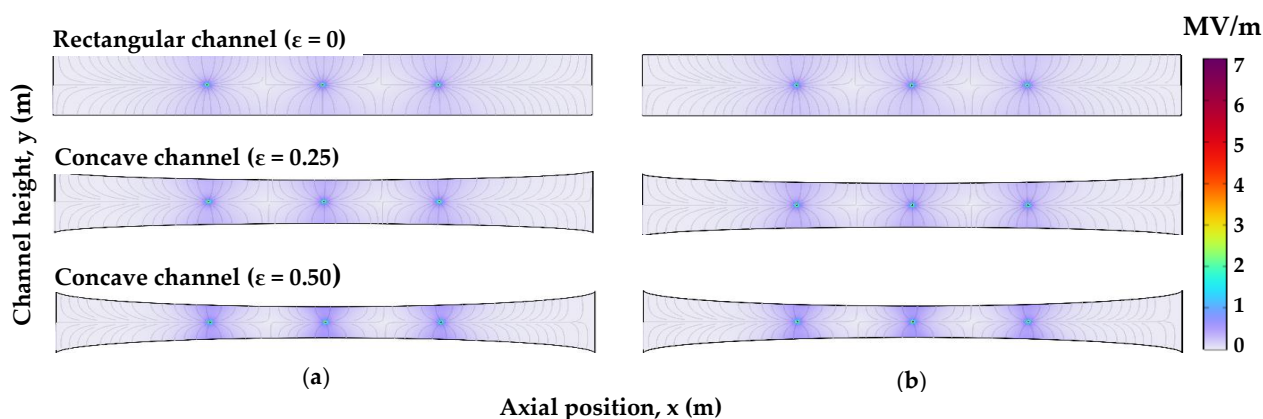 MV/m
Rectangular channel (ε = 0)
7
6
5
4
3
2
1
0
Concave channel (ε = 0.25)
Concave channel (ε = 0.50)
Channel height, y (m)
(a)
(b)
Axial position, x (m)